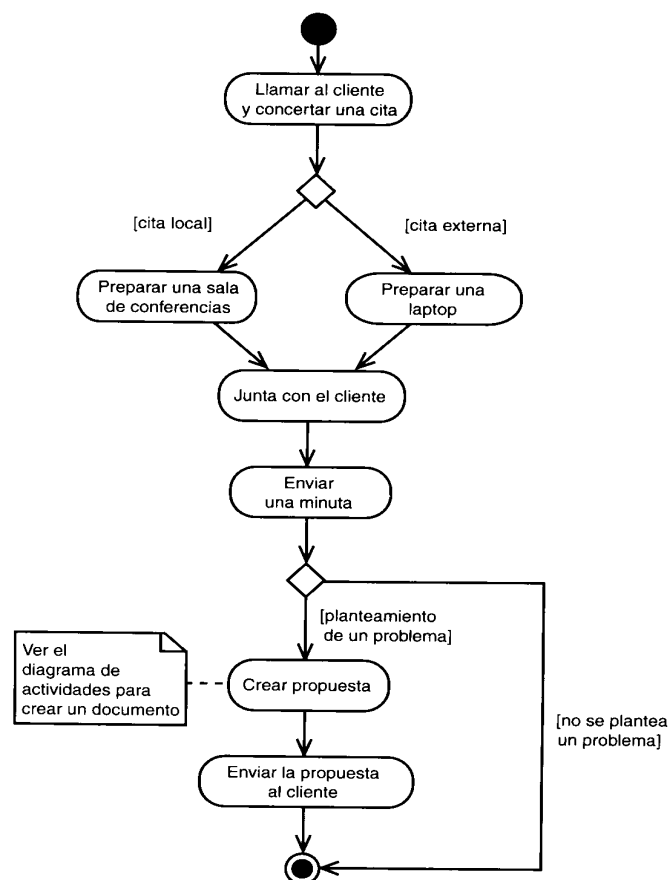 Llamar al cliente
y concertar una cita
[cita local]
[cita externa]
Preparar una sala
de conferencias
Preparar una
laptop
Junta con el cliente
Enviar
una minuta
[planteamiento
de un problema]
Ver el
diagrama de
actividades para
crear un documento
Crear propuesta
[no se plantea
un problema]
Enviar la propuesta
al cliente